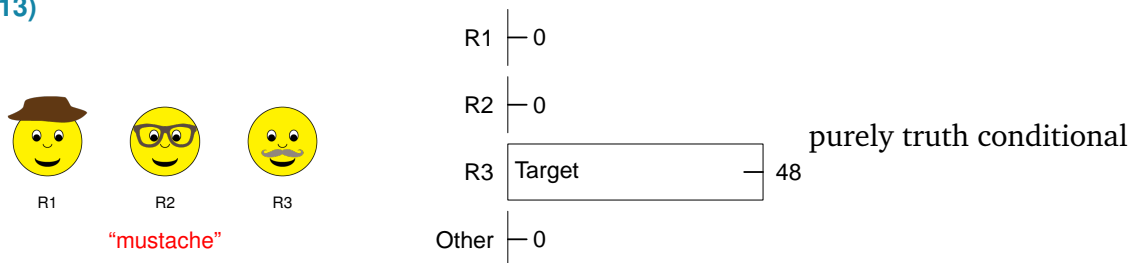 13)
R1 0
R2 0
R3 Target 48
Other 0
purely truth conditional
R1 R2 R3
“mustache”